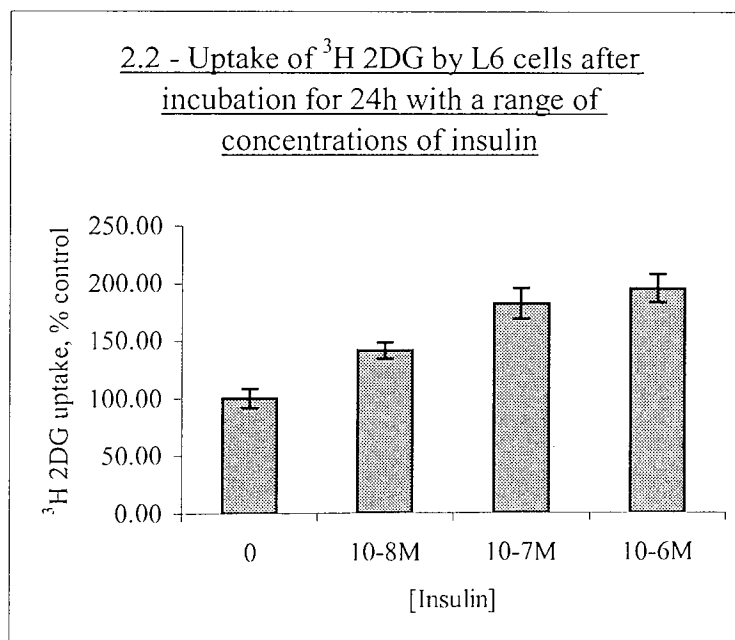 2.2 - Uptake of ³H 2DG by L6 cells after
incubation for 24h with a range of
concentrations of insulin
³H 2DG uptake, % control
250.00
200.00
150.00
100.00
50.00
0.00
0
10-8M
10-7M
10-6M
[Insulin]